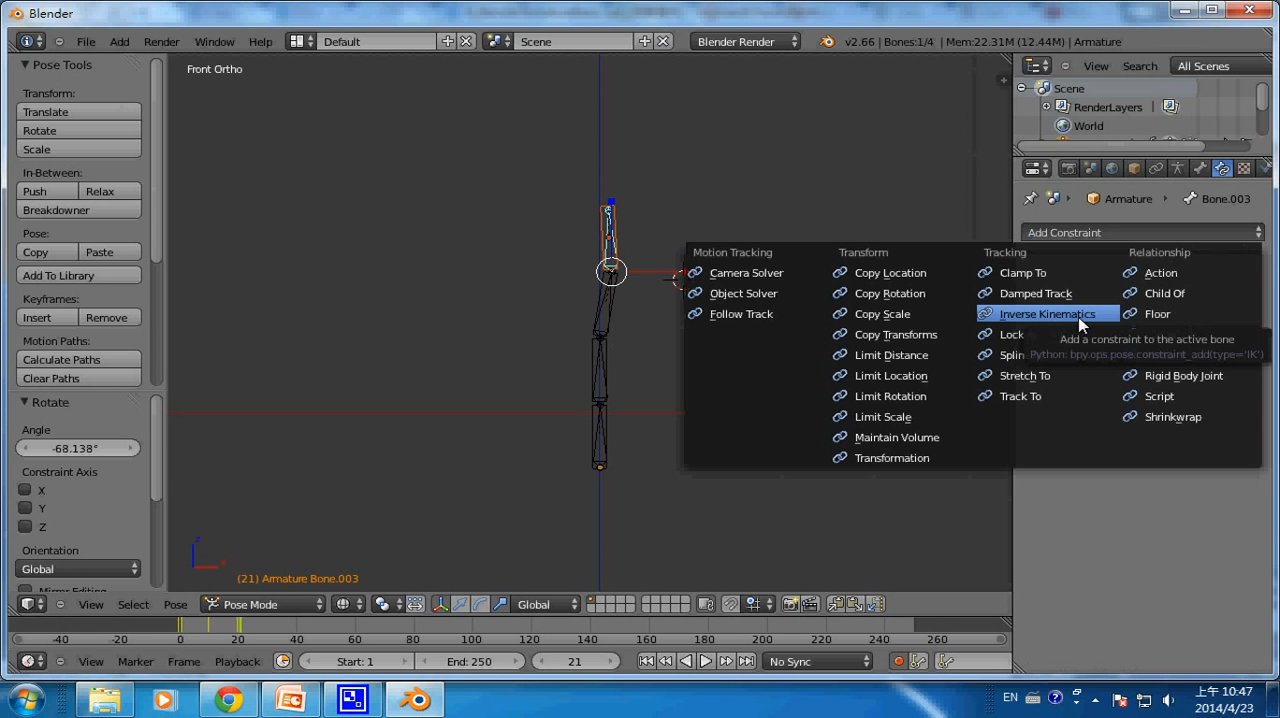 Blender
File Add Render Window Help Default Scene Blender Render v2.66 | Bones:1/4 | Mem:22.31M (12.44M) | Armature
Pose Tools
Transform:
Translate
Rotate
Scale
In-Between:
Push Relax
Breakdowner
Pose:
Copy Paste
Add To Library
Keyframes:
Insert Remove
Motion Paths:
Calculate Paths
Clear Paths
Rotate
Angle
-68.138°
Constraint Axis
X
Y
Z
Orientation
Global
Front Ortho
z
x
(21) Armature Bone.003
View Search All Scenes
Scene
RenderLayers
World
Armature Bone.003
Add Constraint
Motion Tracking
Camera Solver
Object Solver
Follow Track
Transform
Copy Location
Copy Rotation
Copy Scale
Copy Transforms
Limit Distance
Limit Location
Limit Rotation
Limit Scale
Maintain Volume
Transformation
Tracking
Clamp To
Damped Track
Inverse Kinematics
Lock
Splin
Stretch To
Track To
Relationship
Action
Child Of
Floor
Rigid Body Joint
Script
Shrinkwrap
Add a constraint to the active bone
Python: bpy.ops.pose.constraint_add(type='IK')
View Select Pose Pose Mode Global
-40 -20 0 20 40 60 80 100 120 140 160 180 200 220 240 260
View Marker Frame Playback Start: 1 End: 250 21 No Sync
EN
上午 10:47
2014/4/23